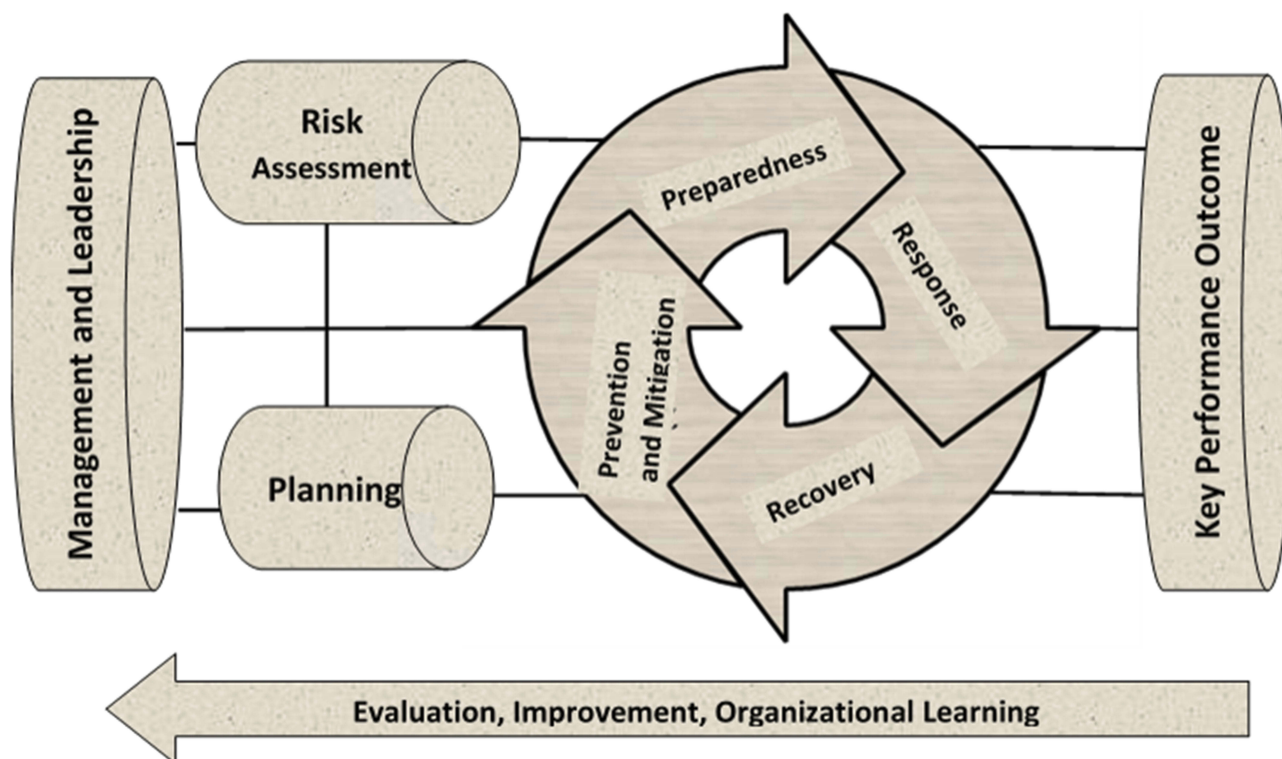 Management and Leadership
Risk
Assessment
Planning
Preparedness
Response
Recovery
Prevention
and Mitigation
Key Performance Outcome
Evaluation, Improvement, Organizational Learning